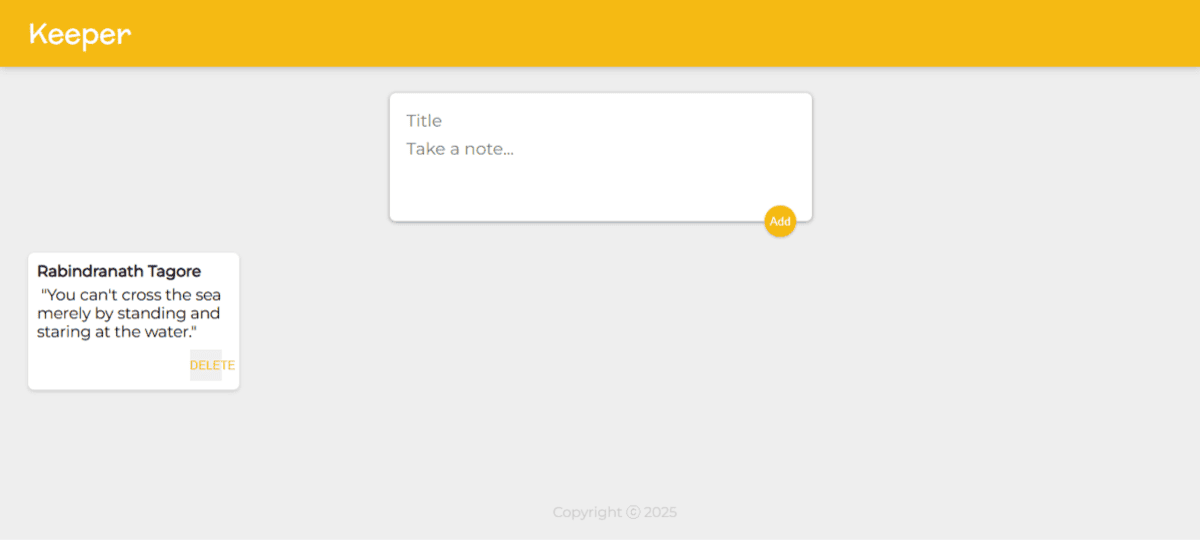 Keeper
Title
Take a note...
Add
Rabindranath Tagore
"You can't cross the sea
merely by standing and
staring at the water."
DELETE
Copyright ⓒ 2025